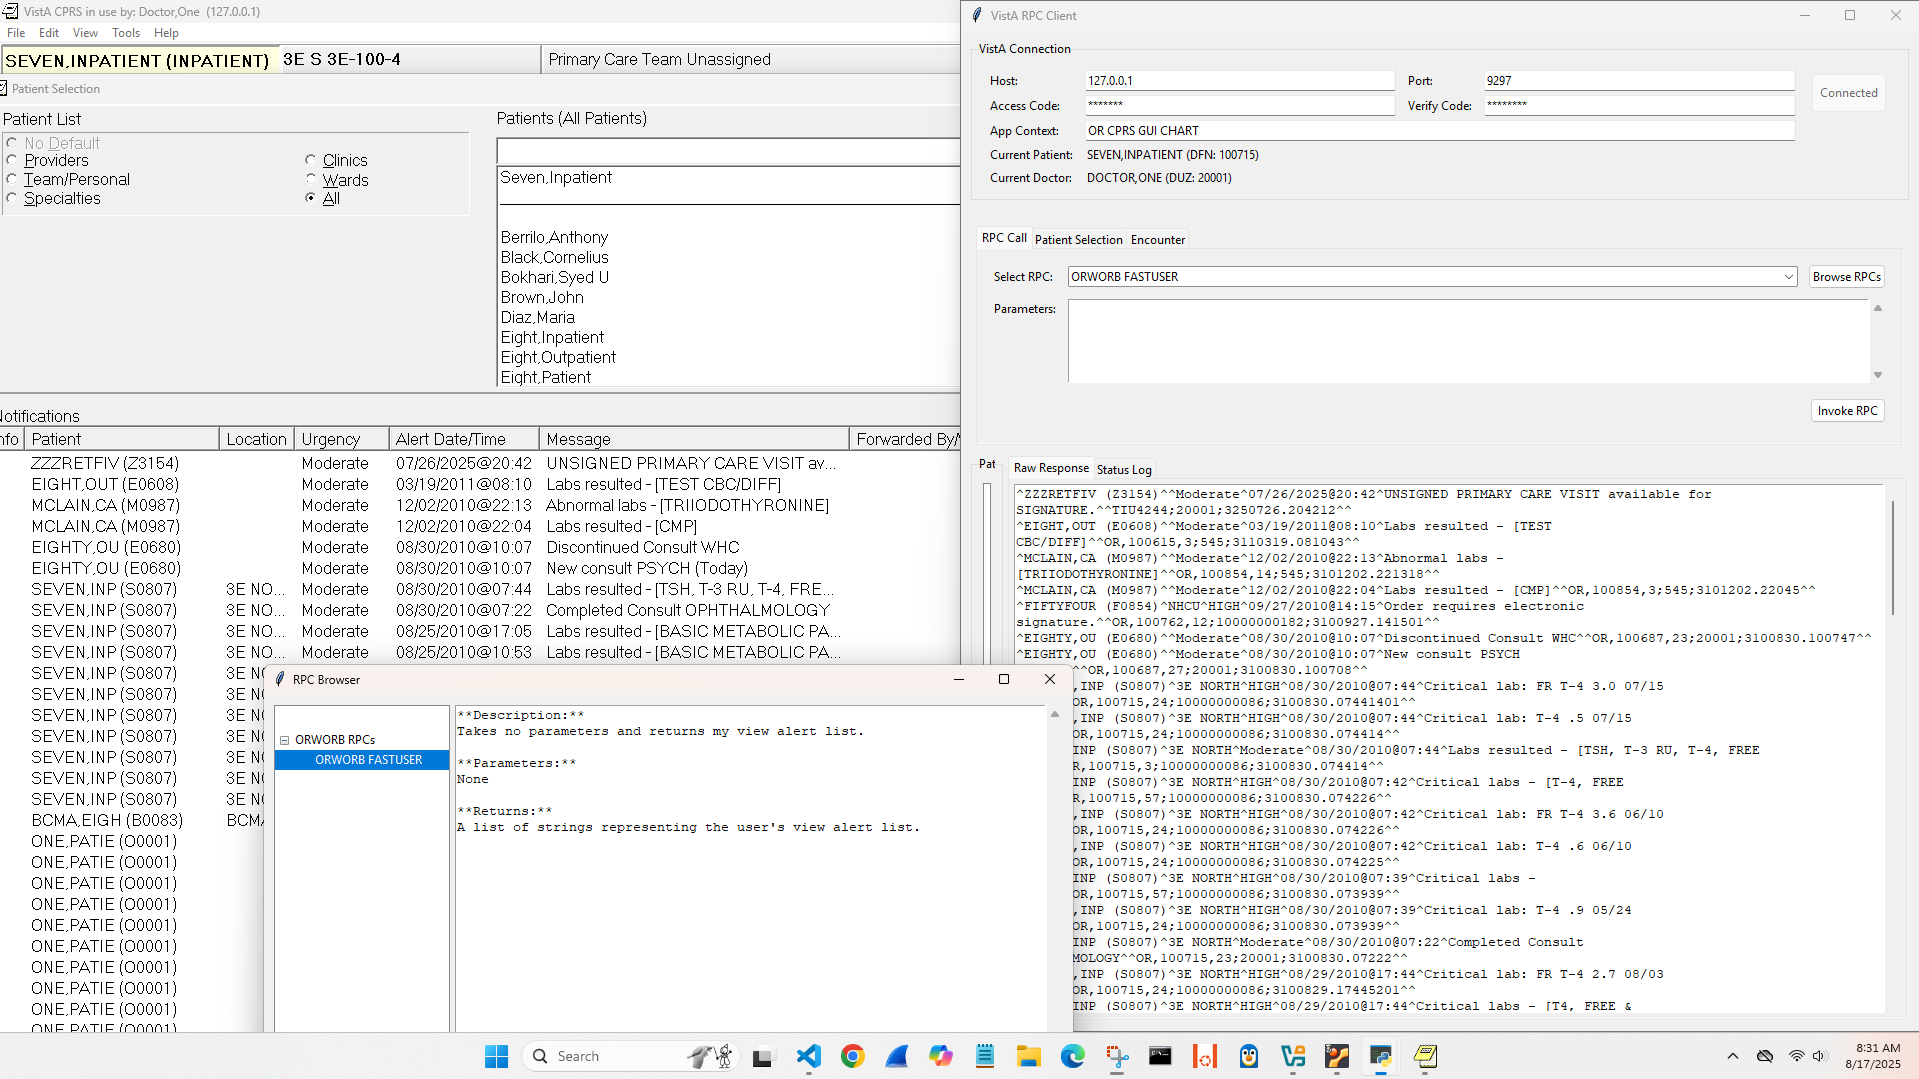 VistA CPRS in use by: Doctor,One (127.0.0.1)
File Edit View Tools Help
SEVEN,INPATIENT (INPATIENT) 3E S 3E-100-4 Primary Care Team Unassigned
Patient Selection
Patient List
No Default
Providers Clinics
Team/Personal Wards
Specialties All
Patients (All Patients)
Seven,Inpatient
Berrilo,Anthony
Black,Cornelius
Bokhari,Syed U
Brown,John
Diaz,Maria
Eight,Inpatient
Eight,Outpatient
Eight,Patient
Notifications
nfo Patient Location Urgency Alert Date/Time Message Forwarded By/
ZZZRETFIV (Z3154) Moderate 07/26/2025@20:42 UNSIGNED PRIMARY CARE VISIT av...
EIGHT,OUT (E0608) Moderate 03/19/2011@08:10 Labs resulted - [TEST CBC/DIFF]
MCLAIN,CA (M0987) Moderate 12/02/2010@22:13 Abnormal labs - [TRIIODOTHYRONINE]
MCLAIN,CA (M0987) Moderate 12/02/2010@22:04 Labs resulted - [CMP]
EIGHTY,OU (E0680) Moderate 08/30/2010@10:07 Discontinued Consult WHC
EIGHTY,OU (E0680) Moderate 08/30/2010@10:07 New consult PSYCH (Today)
SEVEN,INP (S0807) 3E NO... Moderate 08/30/2010@07:44 Labs resulted - [TSH, T-3 RU, T-4, FRE...
SEVEN,INP (S0807) 3E NO... Moderate 08/30/2010@07:22 Completed Consult OPHTHALMOLOGY
SEVEN,INP (S0807) 3E NO... Moderate 08/25/2010@17:05 Labs resulted - [BASIC METABOLIC PA...
SEVEN,INP (S0807) 3E NO... Moderate 08/25/2010@10:53 Labs resulted - [BASIC METABOLIC PA...
SEVEN,INP (S0807) 3E NO
SEVEN,INP (S0807) 3E NO
SEVEN,INP (S0807) 3E NO
SEVEN,INP (S0807) 3E NO
SEVEN,INP (S0807) 3E NO
SEVEN,INP (S0807) 3E NO
SEVEN,INP (S0807) 3E NO
BCMA,EIGH (B0083) BCMA
ONE,PATIE (O0001)
ONE,PATIE (O0001)
ONE,PATIE (O0001)
ONE,PATIE (O0001)
ONE,PATIE (O0001)
ONE,PATIE (O0001)
ONE,PATIE (O0001)
ONE,PATIE (O0001)
ONE,PATIE (O0001)
ONE,PATIE (O0001)
RPC Browser
ORWORB RPCs
ORWORB FASTUSER
**Description:**
Takes no parameters and returns my view alert list.
**Parameters:**
None
**Returns:**
A list of strings representing the user's view alert list.
VistA RPC Client
VistA Connection
Host: 127.0.0.1 Port: 9297
Access Code: ******* Verify Code: ********
Connected
App Context: OR CPRS GUI CHART
Current Patient: SEVEN,INPATIENT (DFN: 100715)
Current Doctor: DOCTOR,ONE (DUZ: 20001)
RPC Call Patient Selection Encounter
Select RPC: ORWORB FASTUSER Browse RPCs
Parameters:
Invoke RPC
Pat
Raw Response Status Log
^ZZZRETFIV (Z3154)^^Moderate^07/26/2025@20:42^UNSIGNED PRIMARY CARE VISIT available for
SIGNATURE.^^TIU4244;20001;3250726.204212^^
^EIGHT,OUT (E0608)^^Moderate^03/19/2011@08:10^Labs resulted - [TEST
CBC/DIFF]^^OR,100615,3;545;3110319.081043^^
^MCLAIN,CA (M0987)^^Moderate^12/02/2010@22:13^Abnormal labs -
[TRIIODOTHYRONINE]^^OR,100854,14;545;3101202.221318^^
^MCLAIN,CA (M0987)^^Moderate^12/02/2010@22:04^Labs resulted - [CMP]^^OR,100854,3;545;3101202.22045^^
^FIFTYFOUR (F0854)^NHCU^HIGH^09/27/2010@14:15^Order requires electronic
signature.^^OR,100762,12;10000000182;3100927.141501^^
^EIGHTY,OU (E0680)^^Moderate^08/30/2010@10:07^Discontinued Consult WHC^^OR,100687,23;20001;3100830.100747^^
^EIGHTY,OU (E0680)^^Moderate^08/30/2010@10:07^New consult PSYCH
^^OR,100687,27;20001;3100830.100708^^
,INP (S0807)^3E NORTH^HIGH^08/30/2010@07:44^Critical lab: FR T-4 3.0 07/15
OR,100715,24;10000000086;3100830.07441401^^
,INP (S0807)^3E NORTH^HIGH^08/30/2010@07:44^Critical lab: T-4 .5 07/15
OR,100715,24;10000000086;3100830.074414^^
INP (S0807)^3E NORTH^Moderate^08/30/2010@07:44^Labs resulted - [TSH, T-3 RU, T-4, FREE
R,100715,3;10000000086;3100830.074414^^
INP (S0807)^3E NORTH^HIGH^08/30/2010@07:42^Critical labs - [T-4, FREE
R,100715,57;10000000086;3100830.074226^^
,INP (S0807)^3E NORTH^HIGH^08/30/2010@07:42^Critical lab: FR T-4 3.6 06/10
OR,100715,24;10000000086;3100830.074226^^
,INP (S0807)^3E NORTH^HIGH^08/30/2010@07:42^Critical lab: T-4 .6 06/10
OR,100715,24;10000000086;3100830.074225^^
INP (S0807)^3E NORTH^HIGH^08/30/2010@07:39^Critical labs -
OR,100715,57;10000000086;3100830.073939^^
,INP (S0807)^3E NORTH^HIGH^08/30/2010@07:39^Critical lab: T-4 .9 05/24
OR,100715,24;10000000086;3100830.073939^^
INP (S0807)^3E NORTH^Moderate^08/30/2010@07:22^Completed Consult
MOLOGY^^OR,100715,23;20001;3100830.07222^^
,INP (S0807)^3E NORTH^HIGH^08/29/2010@17:44^Critical lab: FR T-4 2.7 08/03
OR,100715,24;10000000086;3100829.17445201^^
INP (S0807)^3E NORTH^HIGH^08/29/2010@17:44^Critical labs - [T4, FREE &
Search
8:31 AM
8/17/2025